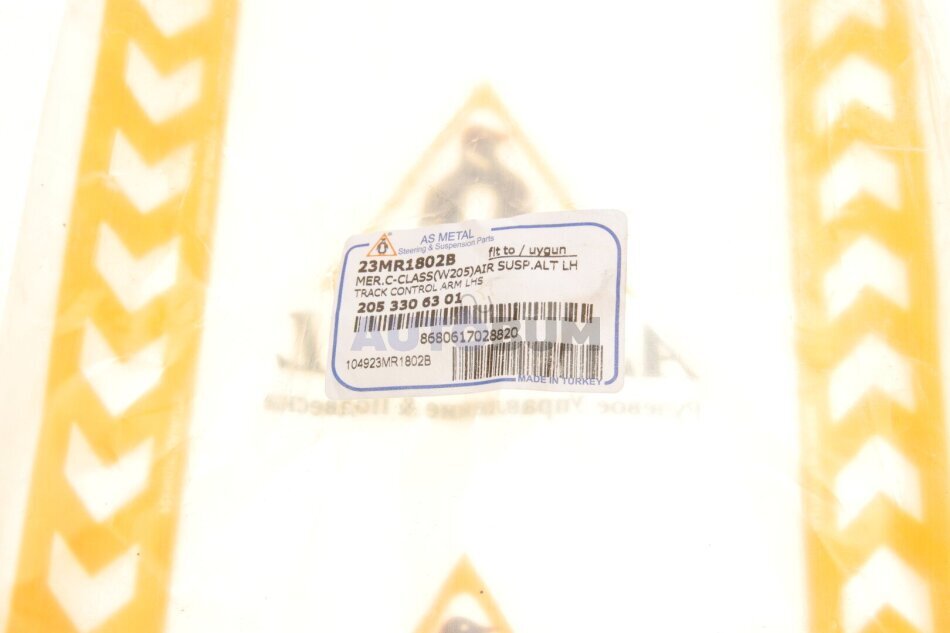 AS METAL
Steering & Suspension Parts
23MR1802B
fit to / uygun
MER.C-CLASS(W205)AIR SUSP.ALT LH
TRACK CONTROL ARM LHS
205 330 63 01
AUTODRUM
8680617028820
104923MR1802B
MADE IN TURKEY